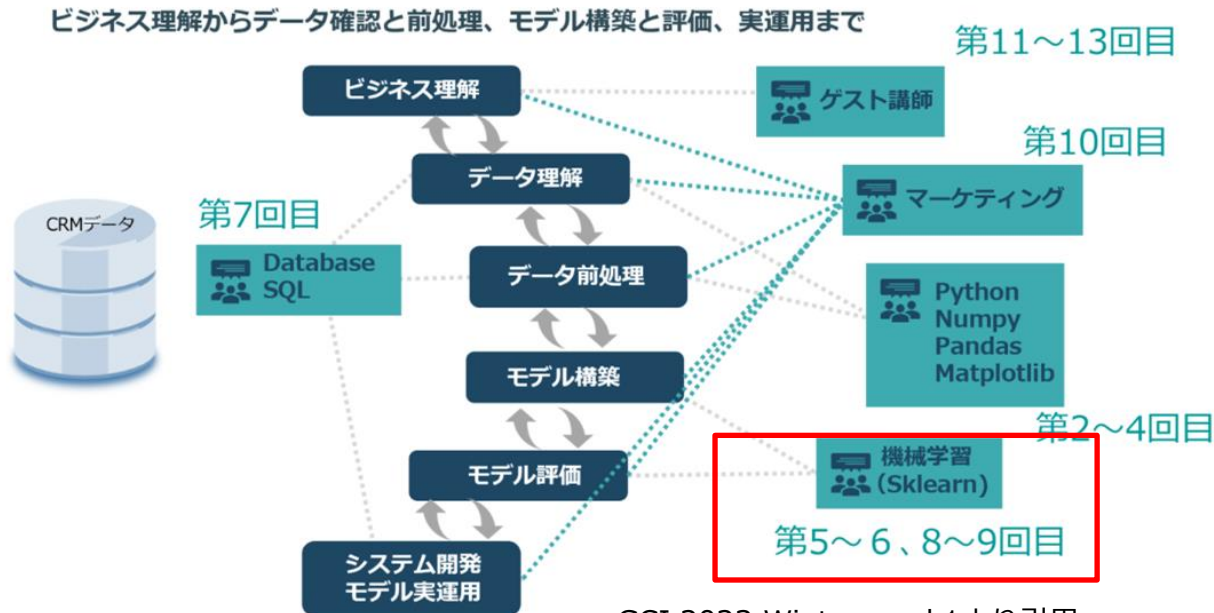 ビジネス理解からデータ確認と前処理、モデル構築と評価、実運用まで
第11～13回目
ビジネス理解
ゲスト講師
第10回目
データ理解
マーケティング
CRMデータ
第7回目
Database
SQL
データ前処理
Python
Numpy
Pandas
Matplotlib
モデル構築
第2～4回目
機械学習
(Sklearn)
モデル評価
第5～６、8～9回目
システム開発
モデル実運用